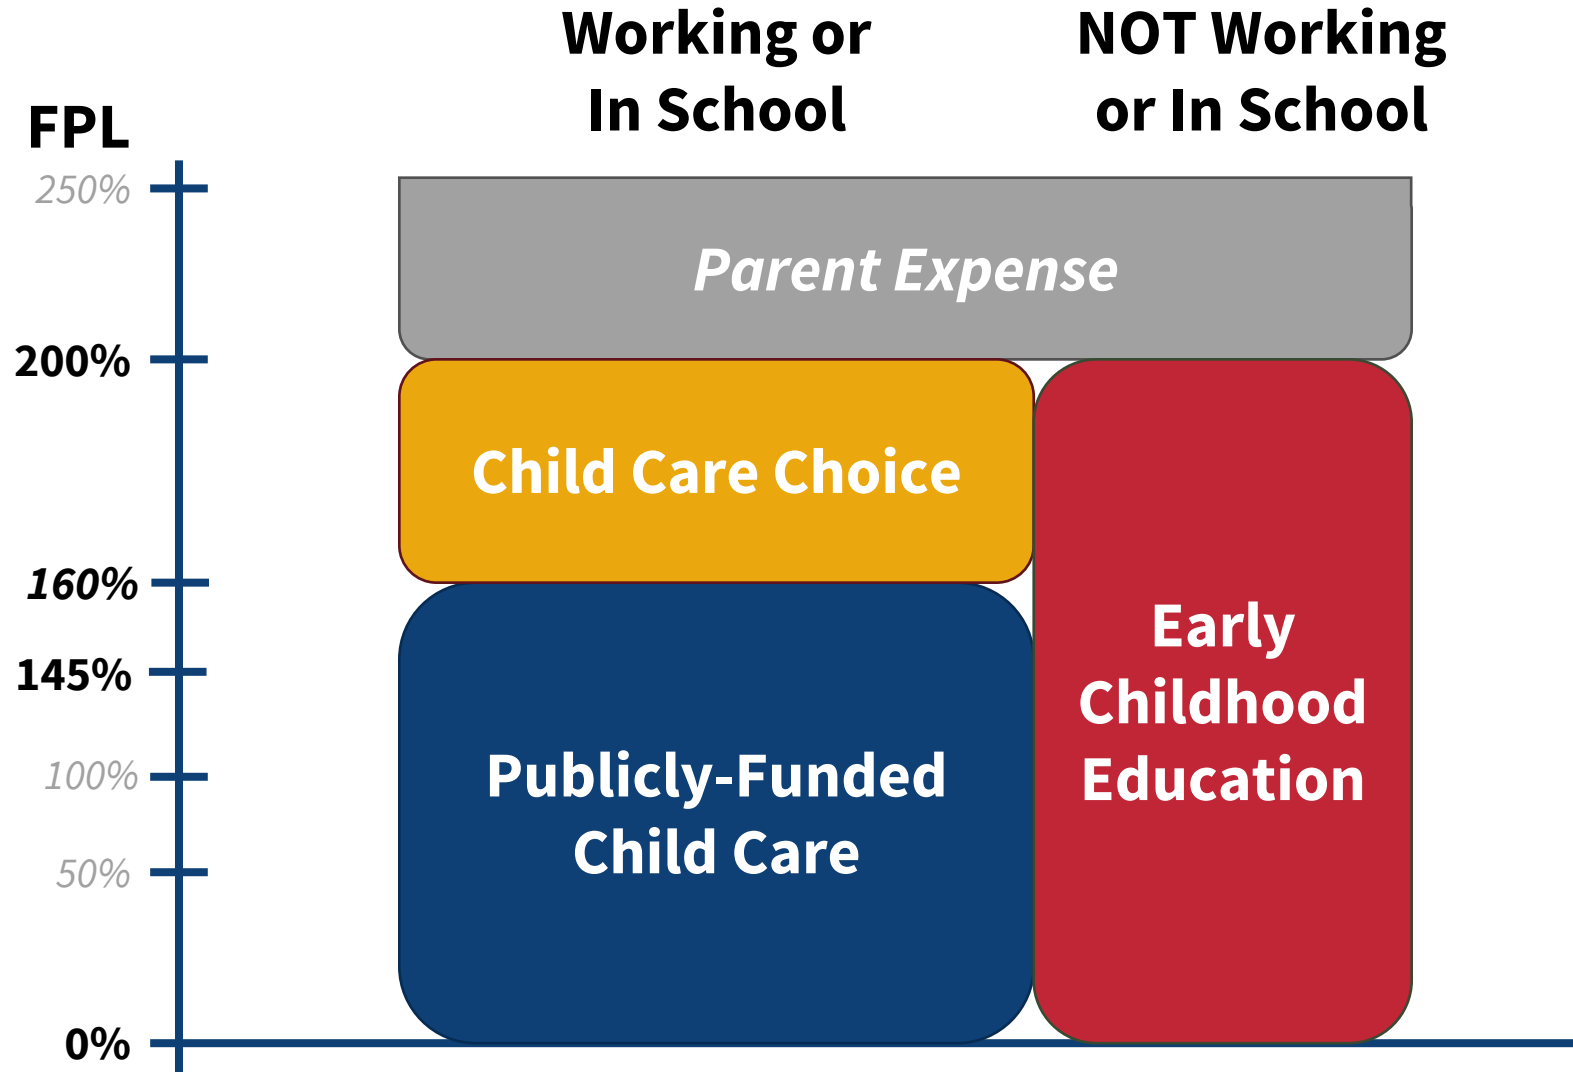 Working or
In School
NOT Working
or In School
FPL
250%
Parent Expense
200%
Child Care Choice
160%
145%
Early
Childhood
Education
Publicly-Funded
Child Care
100%
50%
0%